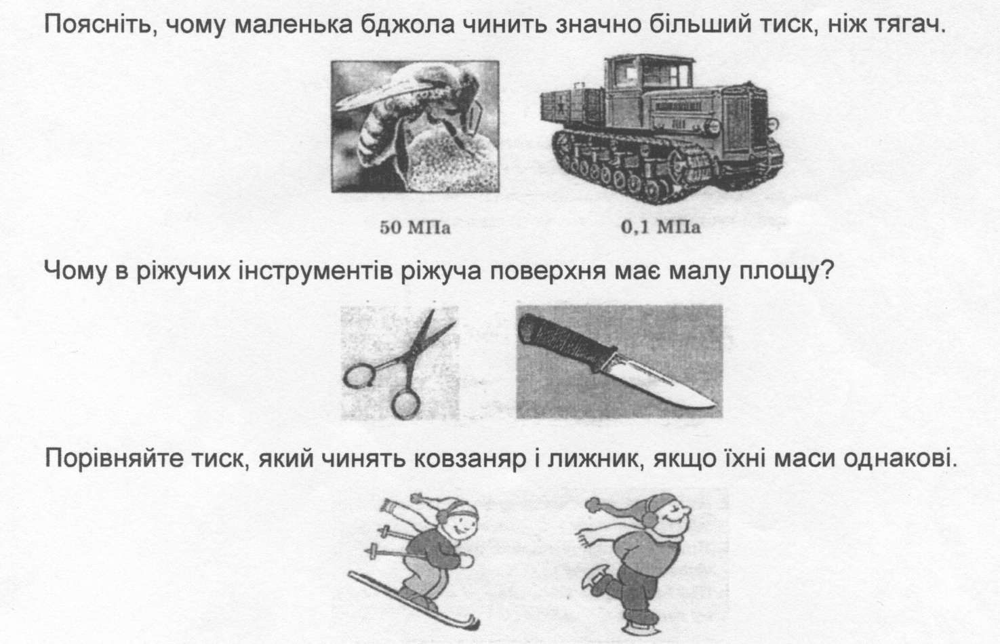 Поясніть, чому маленька бджола чинить значно більший тиск, ніж тягач.
50 МПа
0,1 МПа
Чому в ріжучих інструментів ріжуча поверхня має малу площу?
Порівняйте тиск, який чинять ковзаняр і лижник, якщо їхні маси однакові.